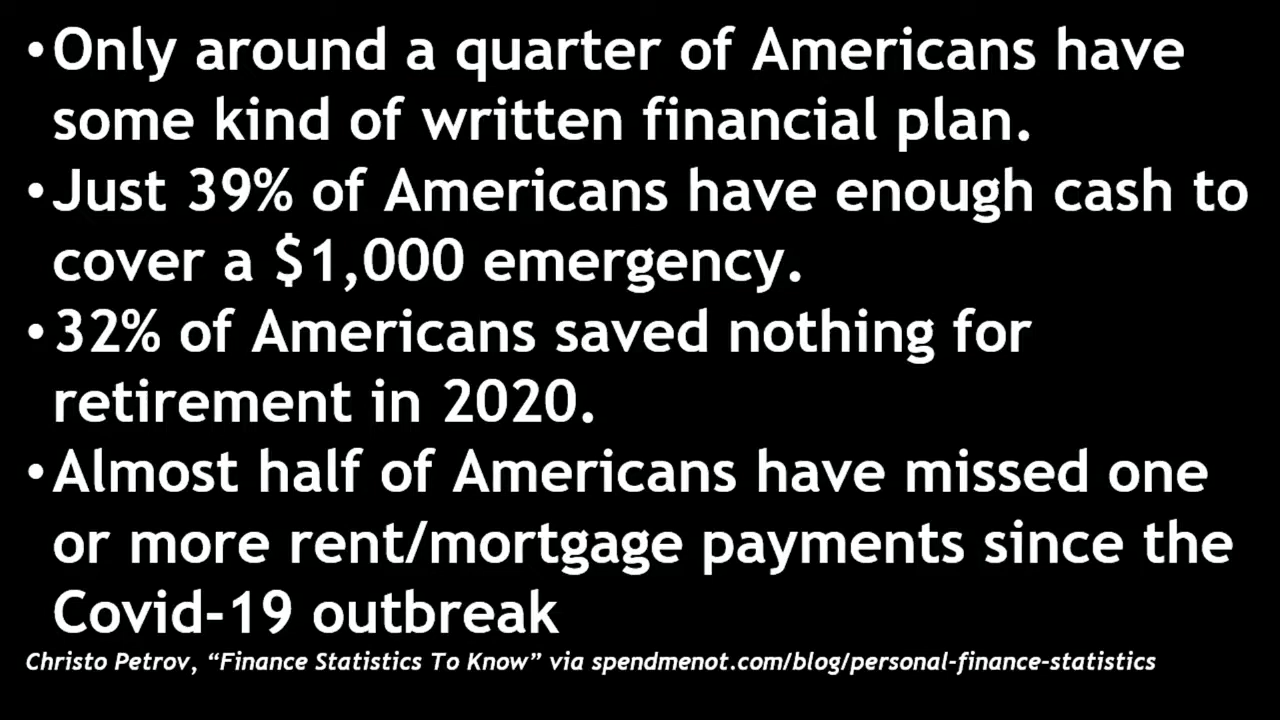 •Only around a quarter of Americans have
some kind of written financial plan.
•Just 39% of Americans have enough cash to
cover a $1,000 emergency.
•32% of Americans saved nothing for
retirement in 2020.
•Almost half of Americans have missed one
or more rent/mortgage payments since the
Covid-19 outbreak
Christo Petrov, “Finance Statistics To Know” via spendmenot.com/blog/personal-finance-statistics